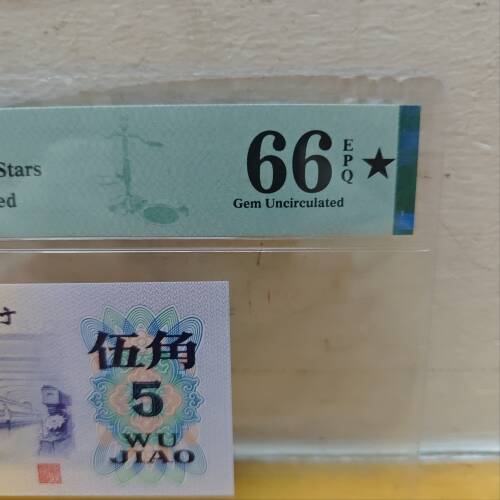 Stars
ed
66 EPQ ★
Gem Uncirculated
伍角
5
WU
JIAO